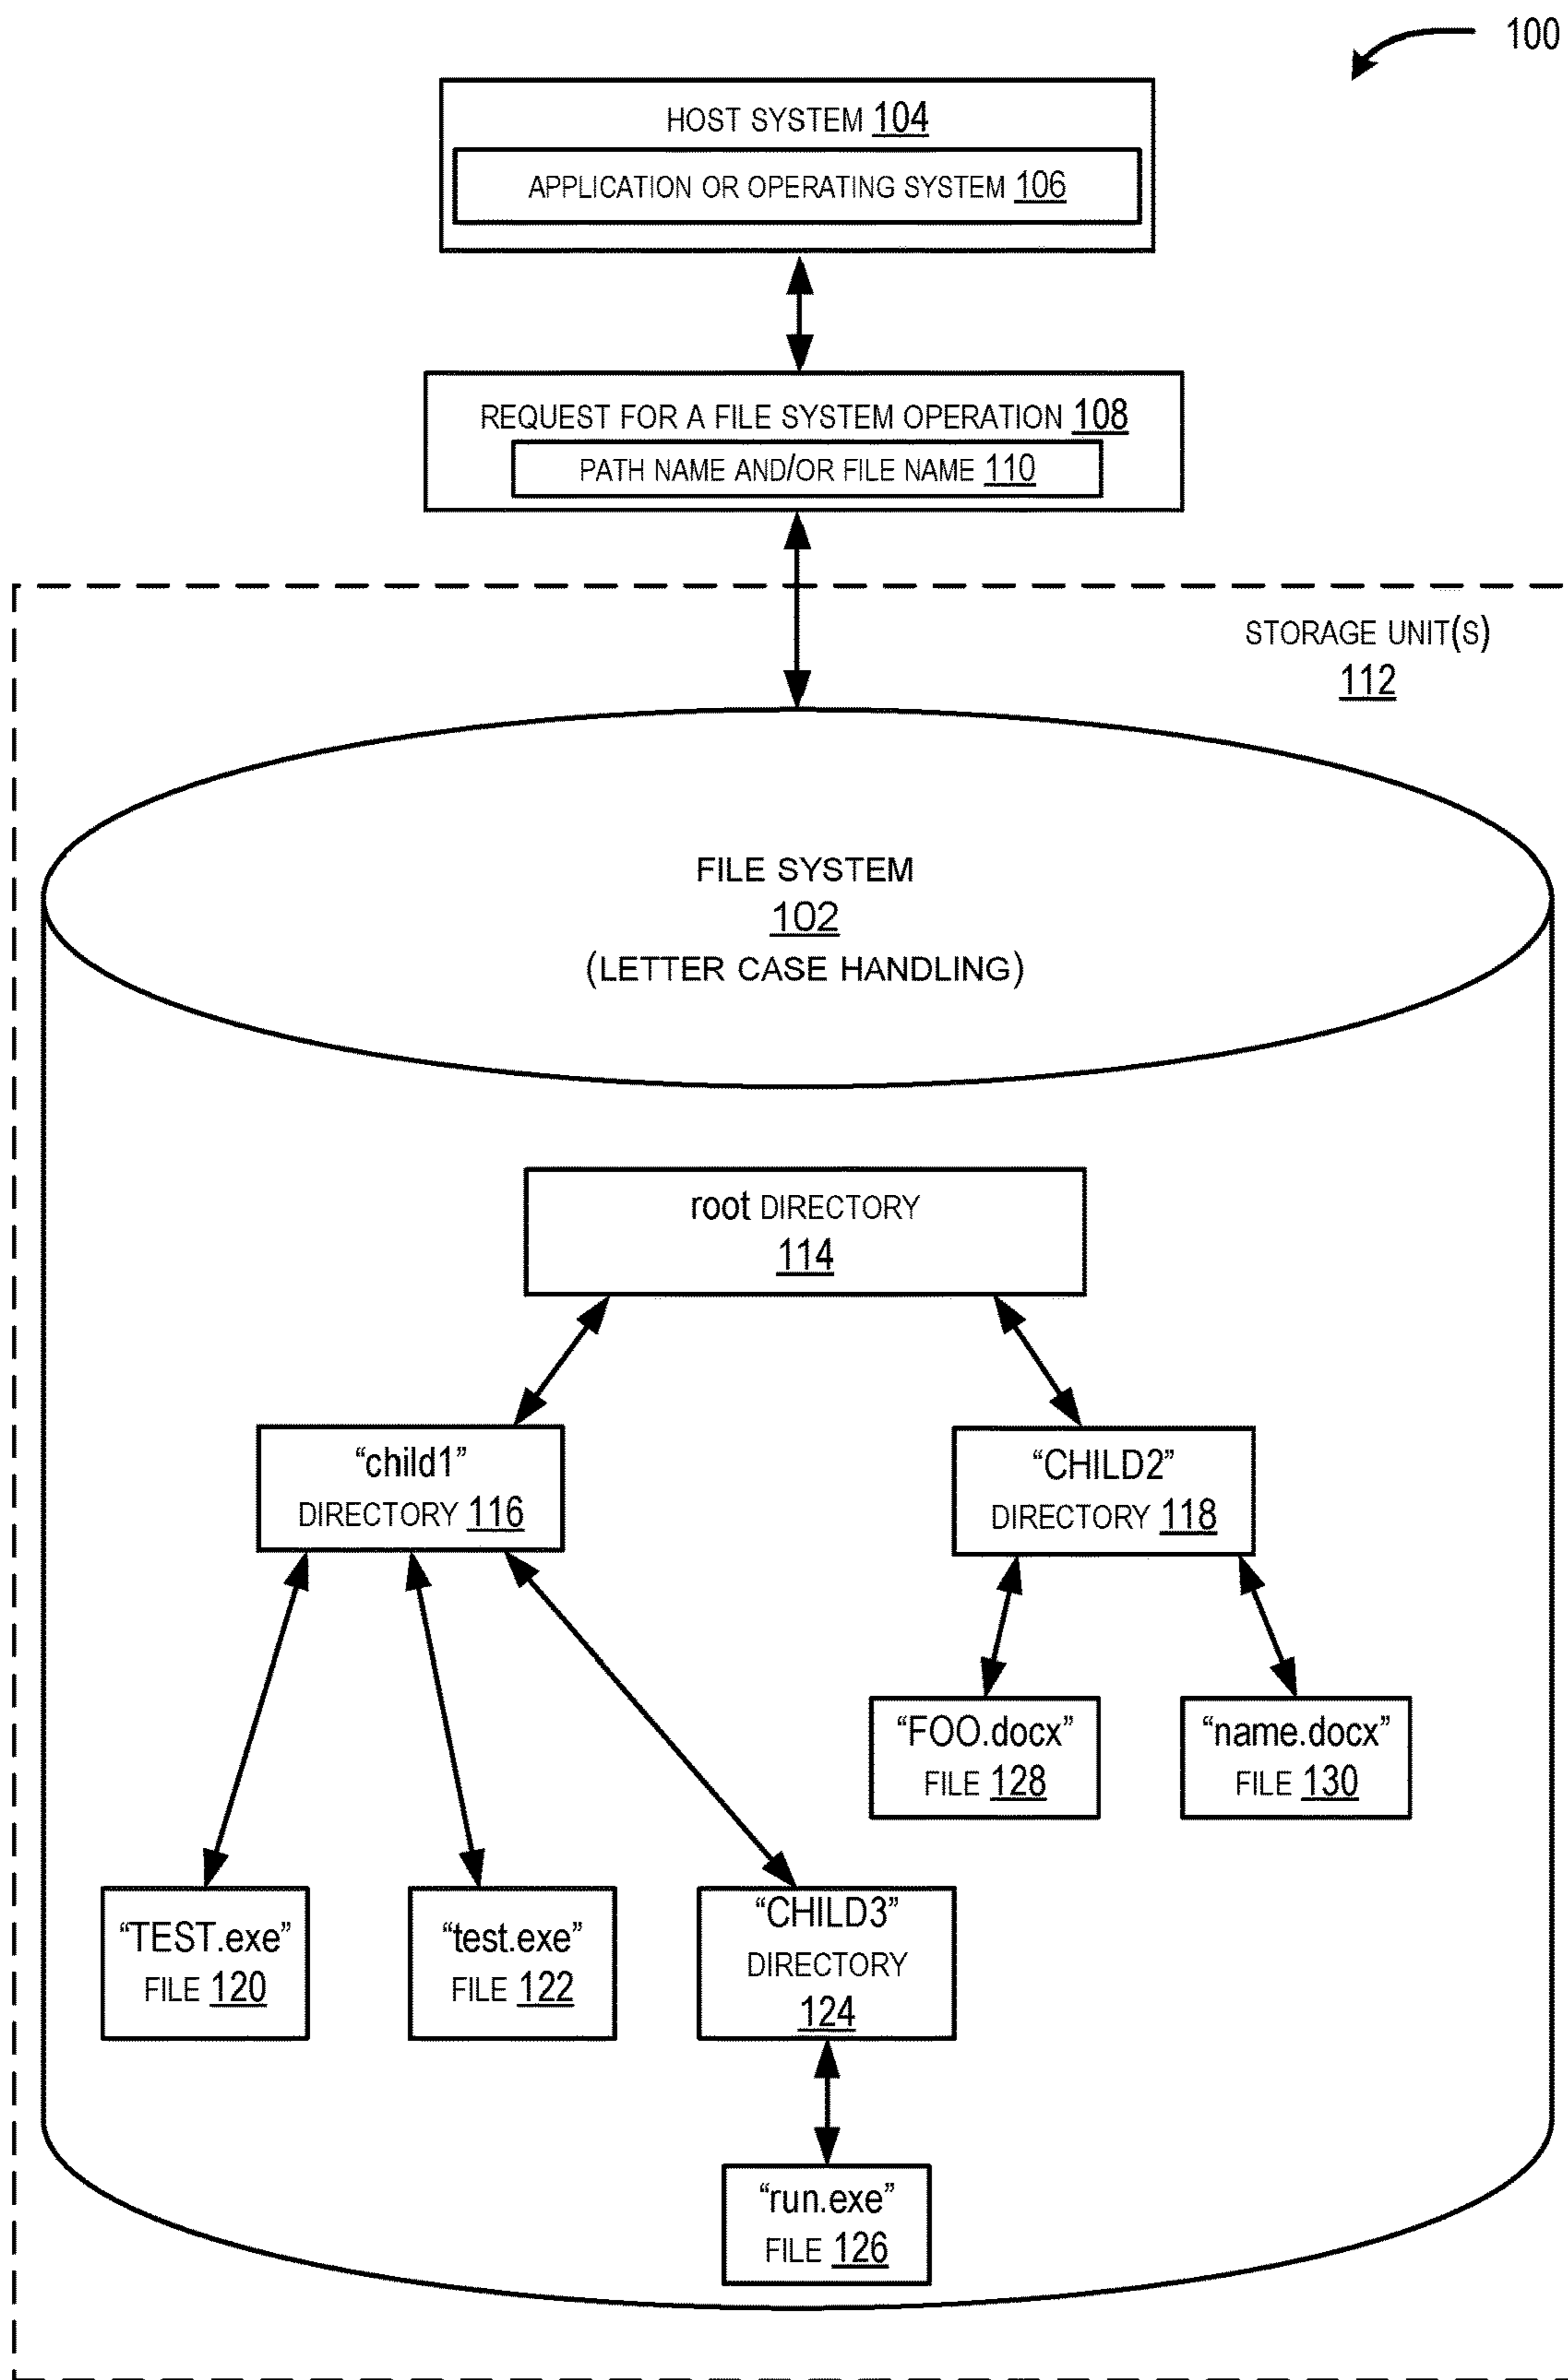 100
HOST SYSTEM 104
APPLICATION OR OPERATING SYSTEM 106
REQUEST FOR A FILE SYSTEM OPERATION 108
PATH NAME AND/OR FILE NAME 110
STORAGE UNIT(S)
112
FILE SYSTEM
102
(LETTER CASE HANDLING)
root DIRECTORY
114
“child1”
DIRECTORY 116
“CHILD2”
DIRECTORY 118
“FOO.docx”
FILE 128
“name.docx”
FILE 130
“TEST.exe”
FILE 120
“test.exe”
FILE 122
“CHILD3”
DIRECTORY
124
“run.exe”
FILE 126